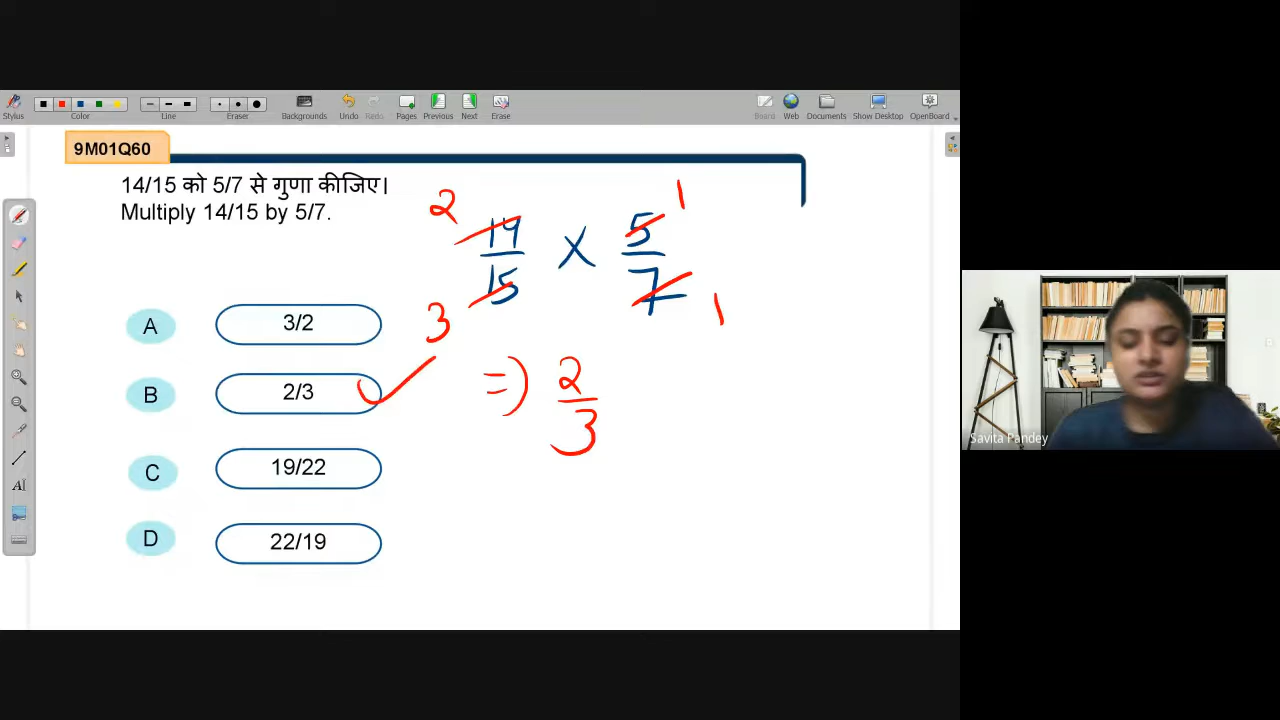 Stylus
Color
Line
Eraser
Backgrounds
Undo
Redo
Pages
Previous
Next
Erase
Board
Web
Documents
Show Desktop
OpenBoard
9M01Q60
14/15 को 5/7 से गुणा कीजिए।
Multiply 14/15 by 5/7.
2 14/15 3 × 5/7 1 1
=) 2/3
A 3/2
B 2/3
C 19/22
D 22/19
Savita Pandey